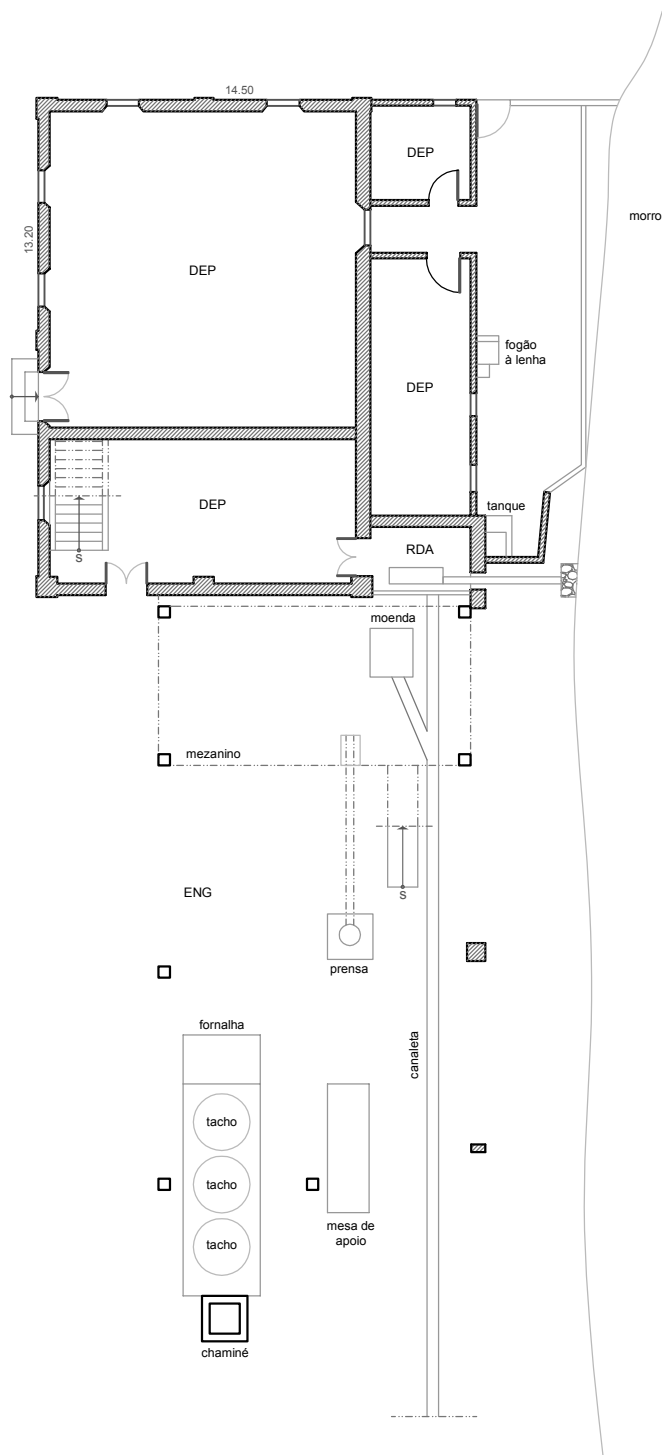 14.50
DEP
morro
13.20
DEP
fogão
à lenha
DEP
DEP
tanque
RDA
S
moenda
mezanino
ENG
S
prensa
fornalha
canaleta
tacho
tacho
mesa de
apoio
tacho
chaminé